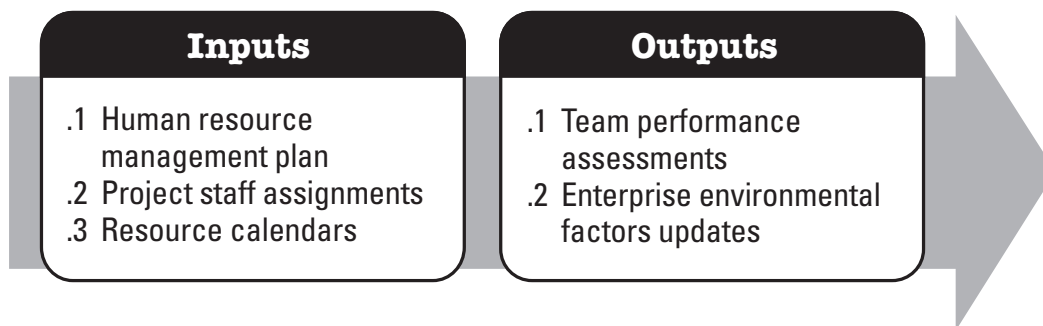 Inputs
.1 Human resource
management plan
.2 Project staff assignments
.3 Resource calendars
Outputs
.1 Team performance
assessments
.2 Enterprise environmental
factors updates